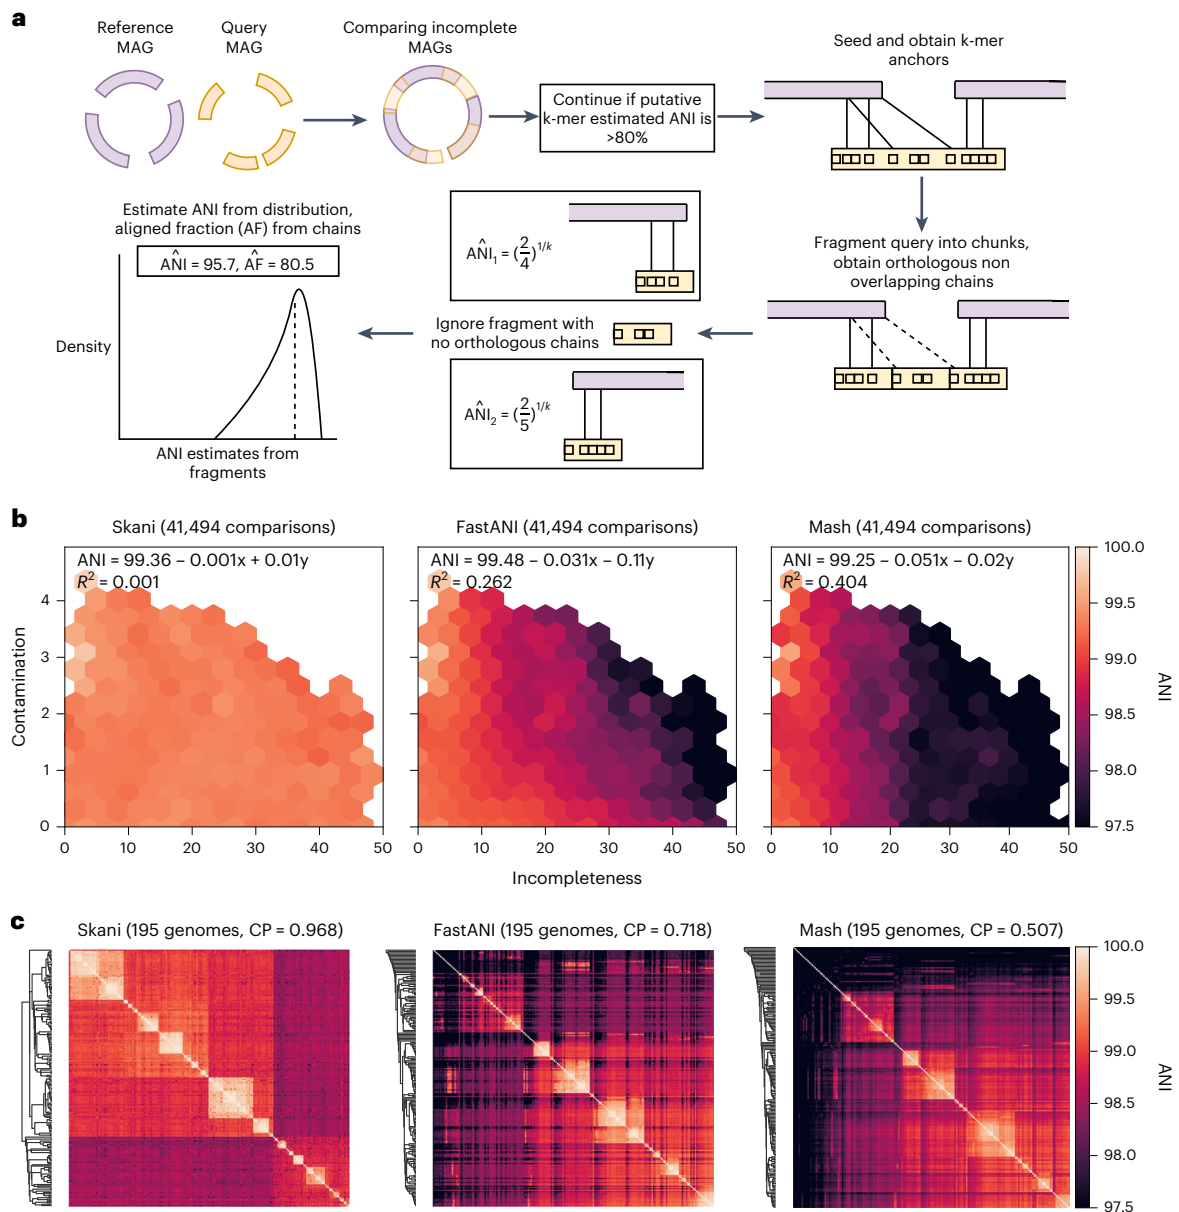 a
Reference
MAG
Query
MAG
Comparing incomplete
MAGs
Continue if putative
k-mer estimated ANI is
>80%
Seed and obtain k-mer
anchors
Fragment query into chunks,
obtain orthologous non
overlapping chains
AN̂I₁ = (2/4)^1/k
Ignore fragment with
no orthologous chains
AN̂I₂ = (2/5)^1/k
Estimate ANI from distribution,
aligned fraction (AF) from chains
AN̂I = 95.7, ÂF = 80.5
Density
ANI estimates from
fragments
b
Skani (41,494 comparisons)
ANI = 99.36 – 0.001x + 0.01y
R² = 0.001
FastANI (41,494 comparisons)
ANI = 99.48 – 0.031x – 0.11y
R² = 0.262
Mash (41,494 comparisons)
ANI = 99.25 – 0.051x – 0.02y
R² = 0.404
Contamination
4
3
2
1
0
0 10 20 30 40 50
0 10 20 30 40 50
0 10 20 30 40 50
Incompleteness
100.0
99.5
99.0
98.5
98.0
97.5
ANI
c
Skani (195 genomes, CP = 0.968)
FastANI (195 genomes, CP = 0.718)
Mash (195 genomes, CP = 0.507)
100.0
99.5
99.0
98.5
98.0
97.5
ANI